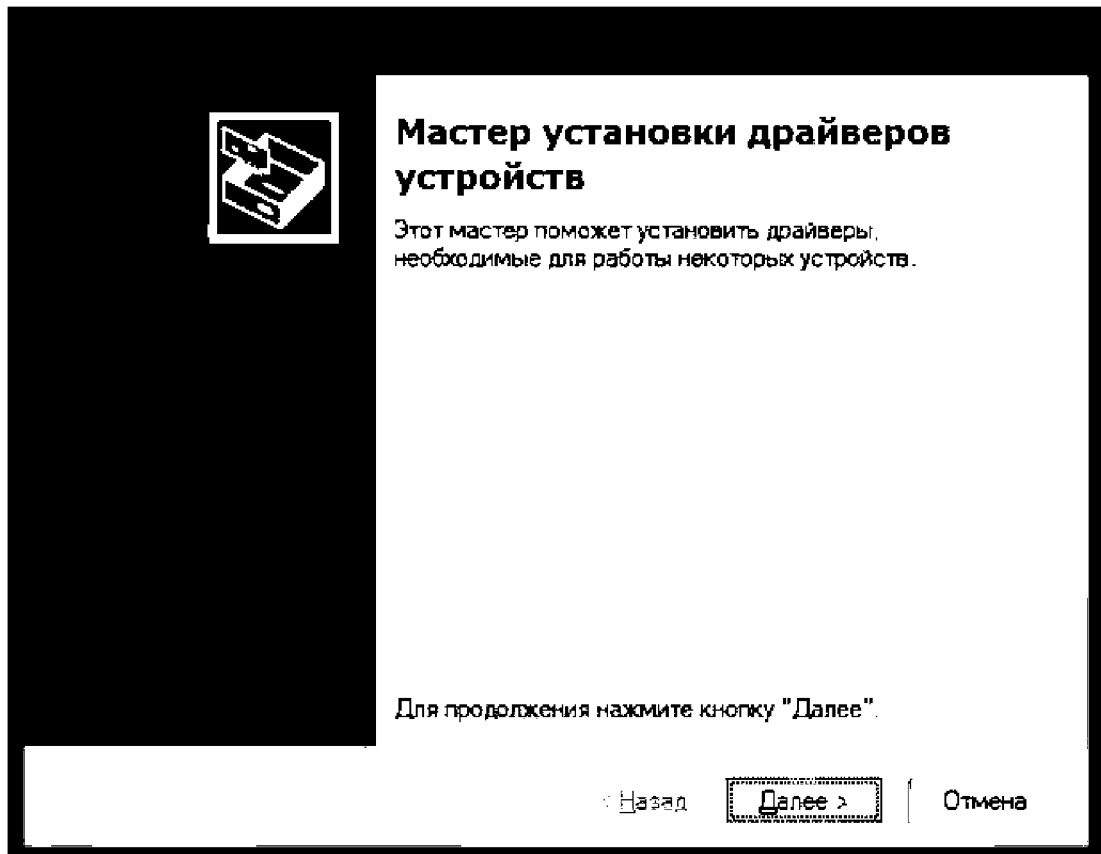 Мастер установки драйверов
устройств
Этот мастер поможет установить драйверы,
необходимые для работы некоторых устройств.
Для продолжения нажмите кнопку "Далее".
< Назад
Далее >
Отмена